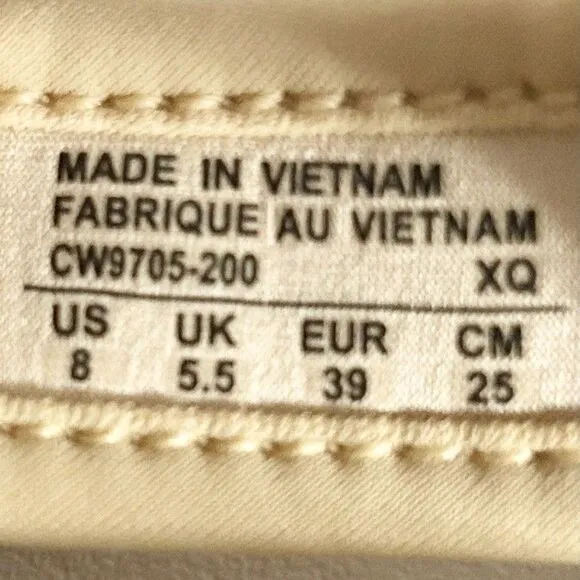 MADE IN VIETNAM
FABRIQUE AU VIETNAM
CW9705-200 XQ
US UK EUR CM
8 5.5 39 25